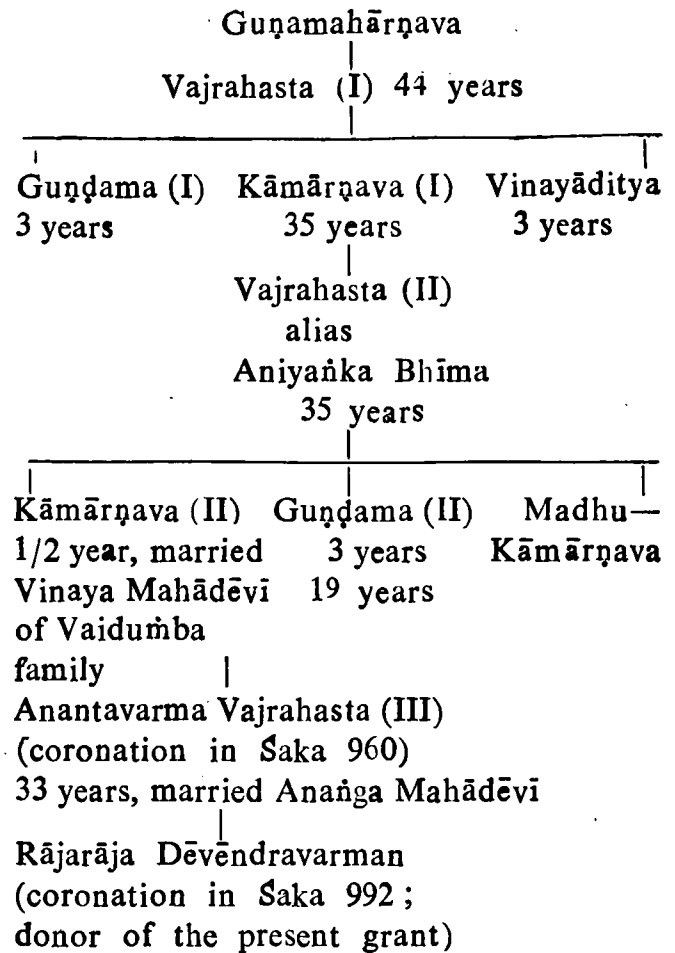 Guṇamahārṇava
Vajrahasta (I) 44 years
Guṇḍama (I) Kāmārṇava (I) Vinayāditya
3 years 35 years 3 years
Vajrahasta (II)
alias
Aniyaṅka Bhīma
35 years
Kāmārṇava (II) Guṇḍama (II) Madhu—
1/2 year, married 3 years Kāmārṇava
Vinaya Mahādēvī 19 years
of Vaiduṁba
family
Anantavarma Vajrahasta (III)
(coronation in Śaka 960)
33 years, married Anaṅga Mahādēvī
Rājarāja Dēvēndravarman
(coronation in Śaka 992 ;
donor of the present grant)